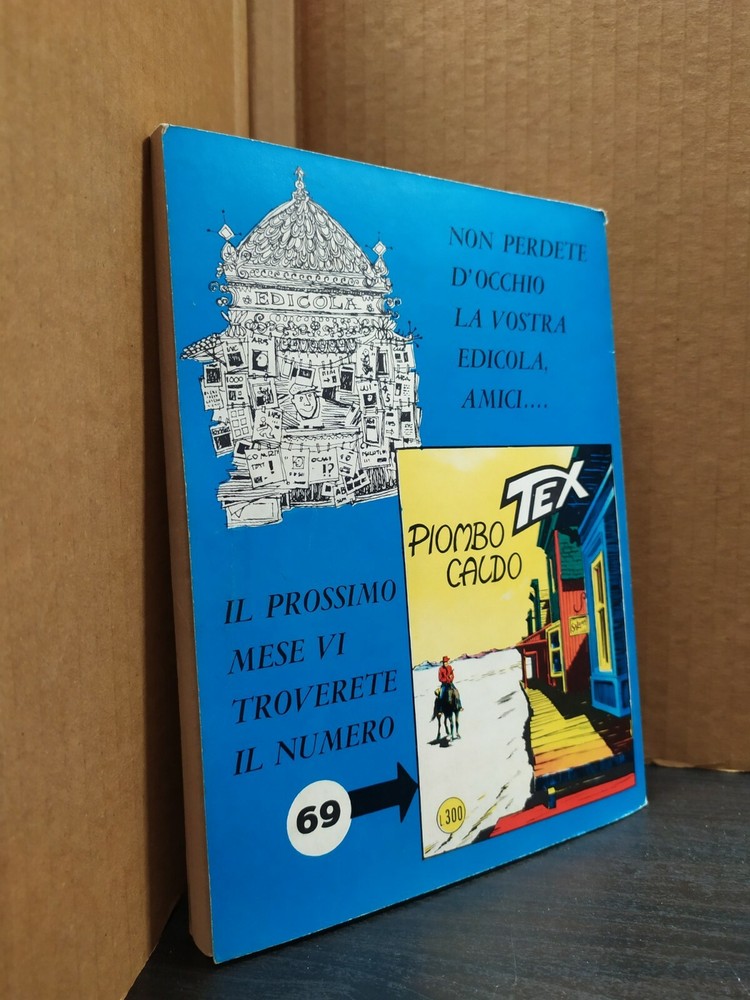 NON PERDETE
D'OCCHIO
LA VOSTRA
EDICOLA,
AMICI....
EDICOLA
TEX
PIOMBO
CALDO
L.300
IL PROSSIMO
MESE VI
TROVERETE
IL NUMERO
69